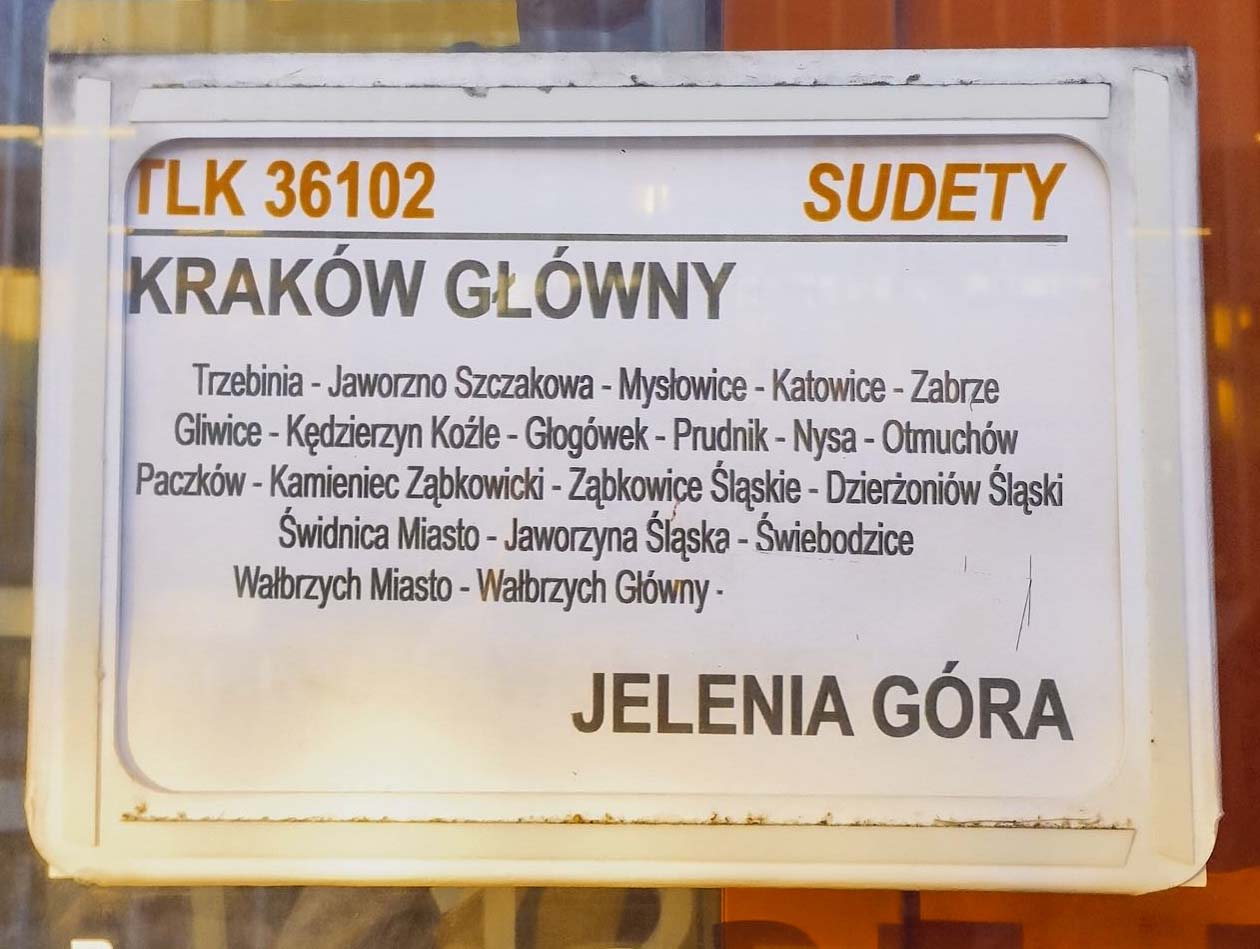 TLK 36102 SUDETY
KRAKÓW GŁÓWNY
Trzebinia - Jaworzno Szczakowa - Mysłowice - Katowice - Zabrze
Gliwice - Kędzierzyn Koźle - Głogówek - Prudnik - Nysa - Otmuchów
Paczków - Kamieniec Ząbkowicki - Ząbkowice Śląskie - Dzierżoniów Śląski
Świdnica Miasto - Jaworzyna Śląska - Świebodzice
Wałbrzych Miasto - Wałbrzych Główny -
JELENIA GÓRA